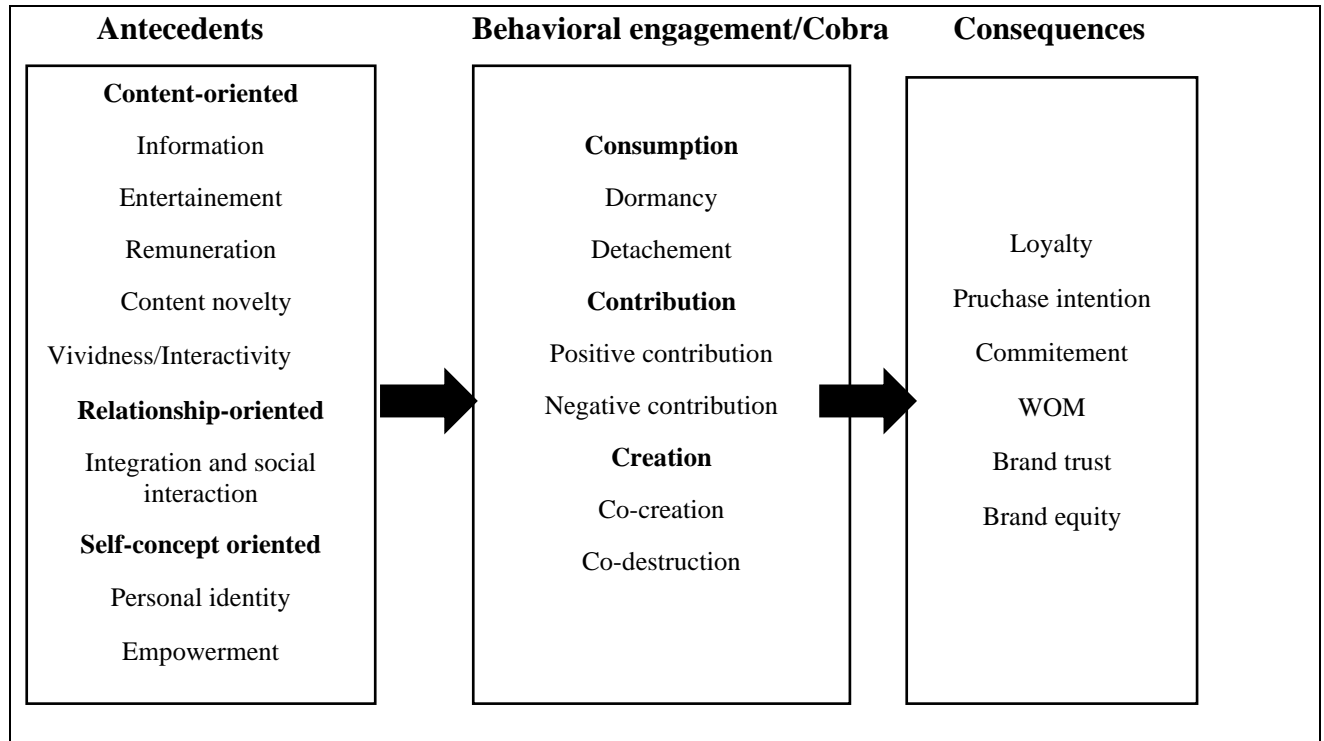 Antecedents
Behavioral engagement/Cobra
Consequences
Content-oriented
Information
Entertainement
Remuneration
Content novelty
Vividness/Interactivity
Relationship-oriented
Integration and social
interaction
Self-concept oriented
Personal identity
Empowerment
Consumption
Dormancy
Detachement
Contribution
Positive contribution
Negative contribution
Creation
Co-creation
Co-destruction
Loyalty
Pruchase intention
Commitement
WOM
Brand trust
Brand equity